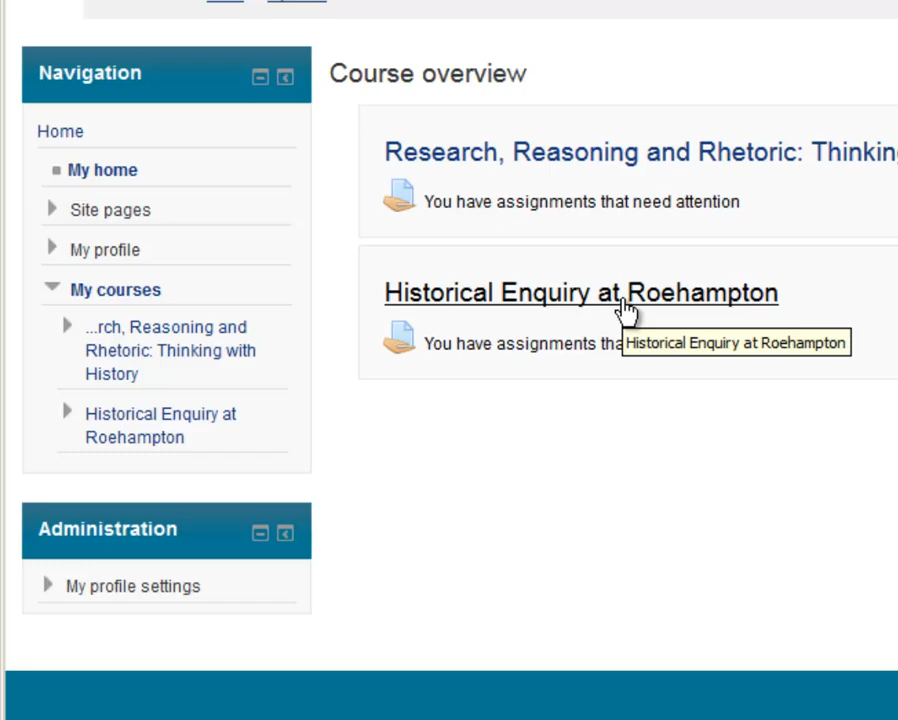 Navigation
Home
My home
Site pages
My profile
My courses
...rch, Reasoning and
Rhetoric: Thinking with
History
Historical Enquiry at
Roehampton
Administration
My profile settings
Course overview
Research, Reasoning and Rhetoric: Thinkin
You have assignments that need attention
Historical Enquiry at Roehampton
You have assignments tha
Historical Enquiry at Roehampton